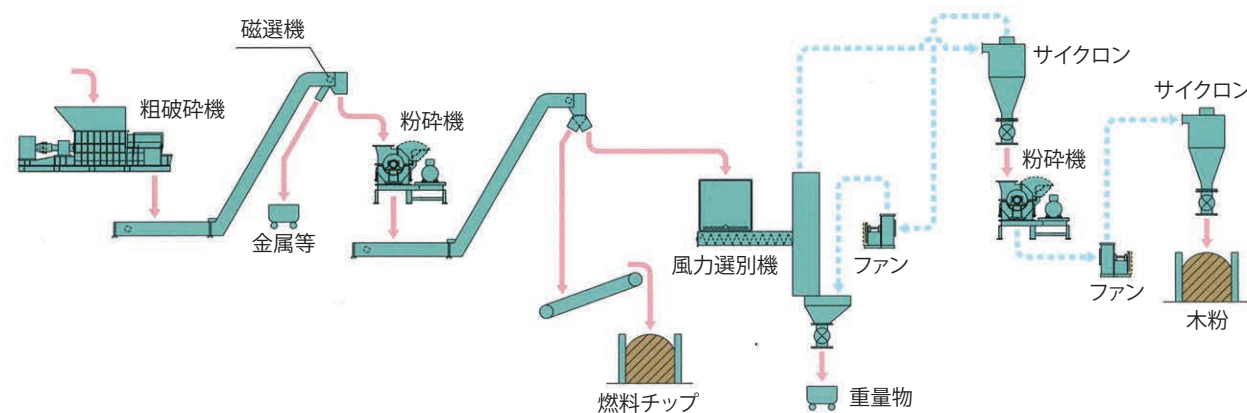 磁選機
粗破砕機
粉砕機
金属等
燃料チップ
風力選別機
重量物
ファン
サイクロン
粉砕機
ファン
サイクロン
木粉